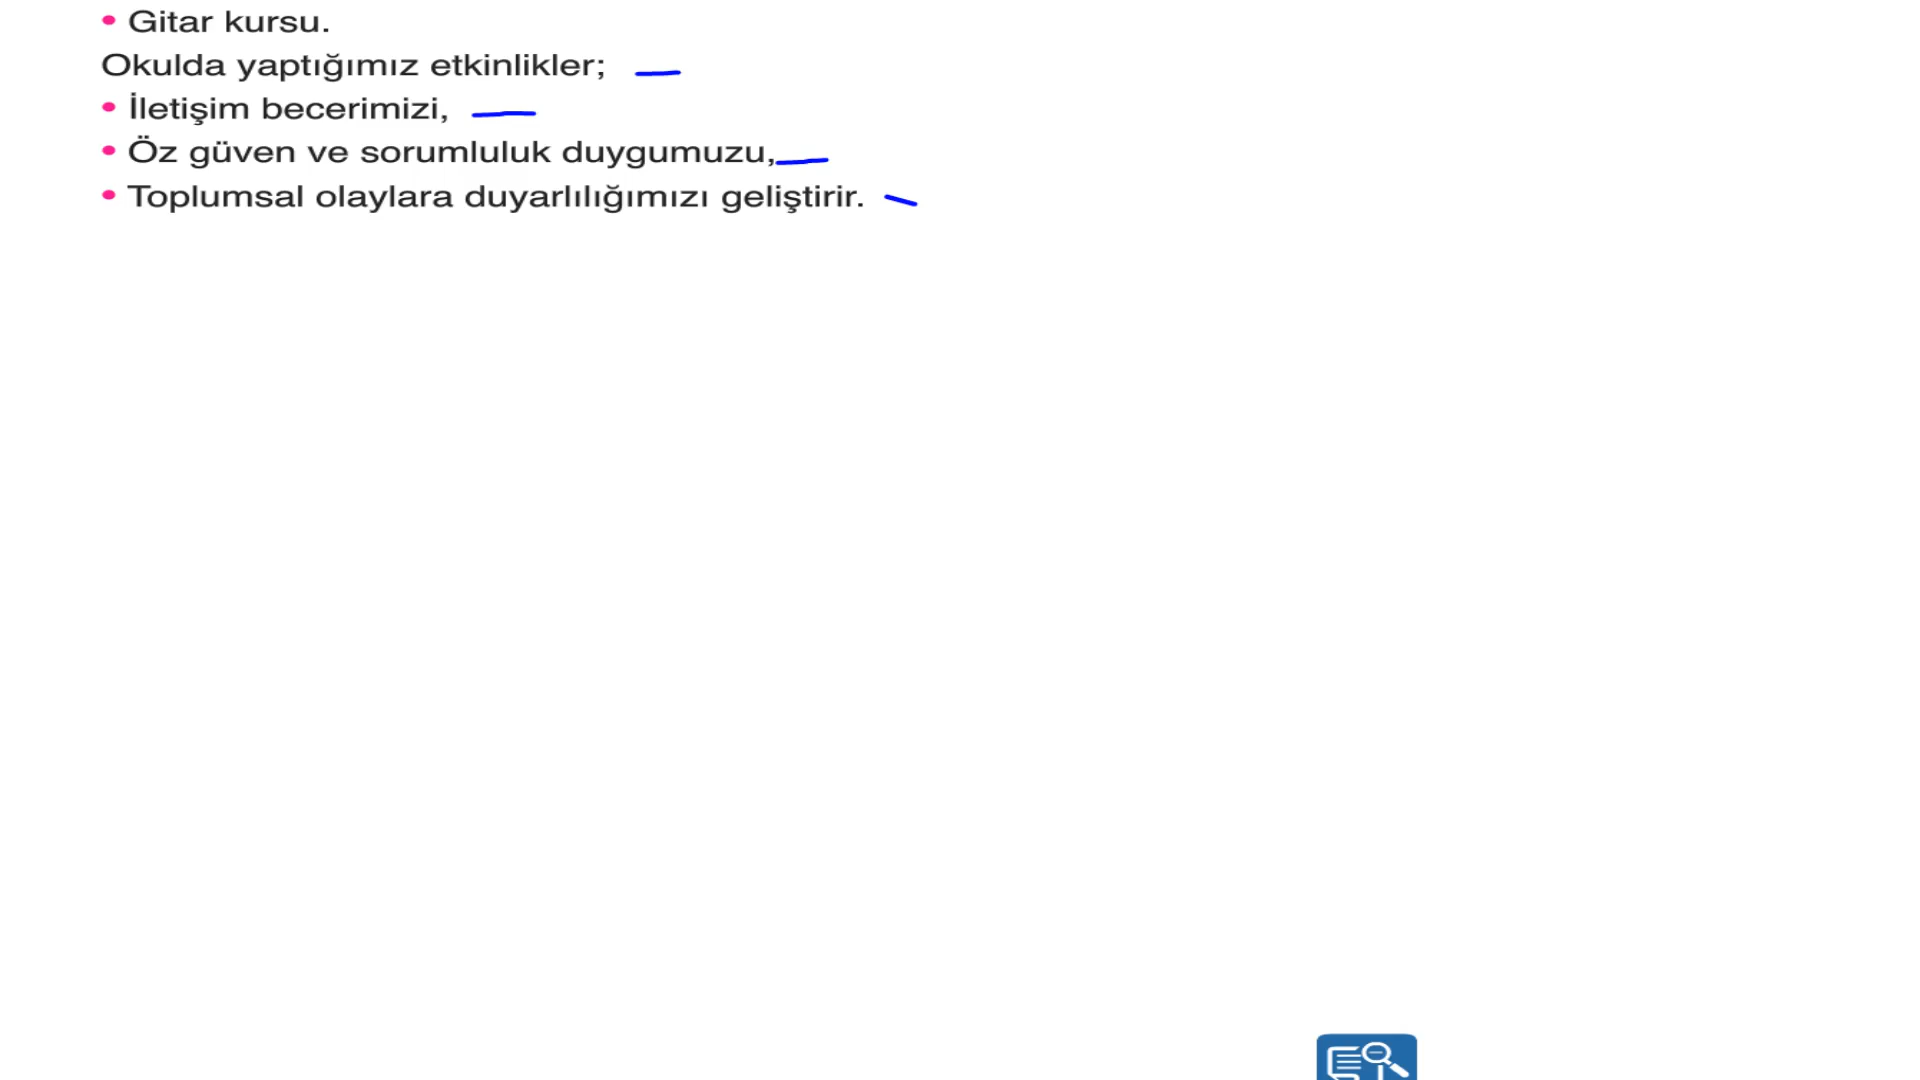 • Gitar kursu.
Okulda yaptığımız etkinlikler;
• İletişim becerimizi,
• Öz güven ve sorumluluk duygumuzu,
• Toplumsal olaylara duyarlılığımızı geliştirir.